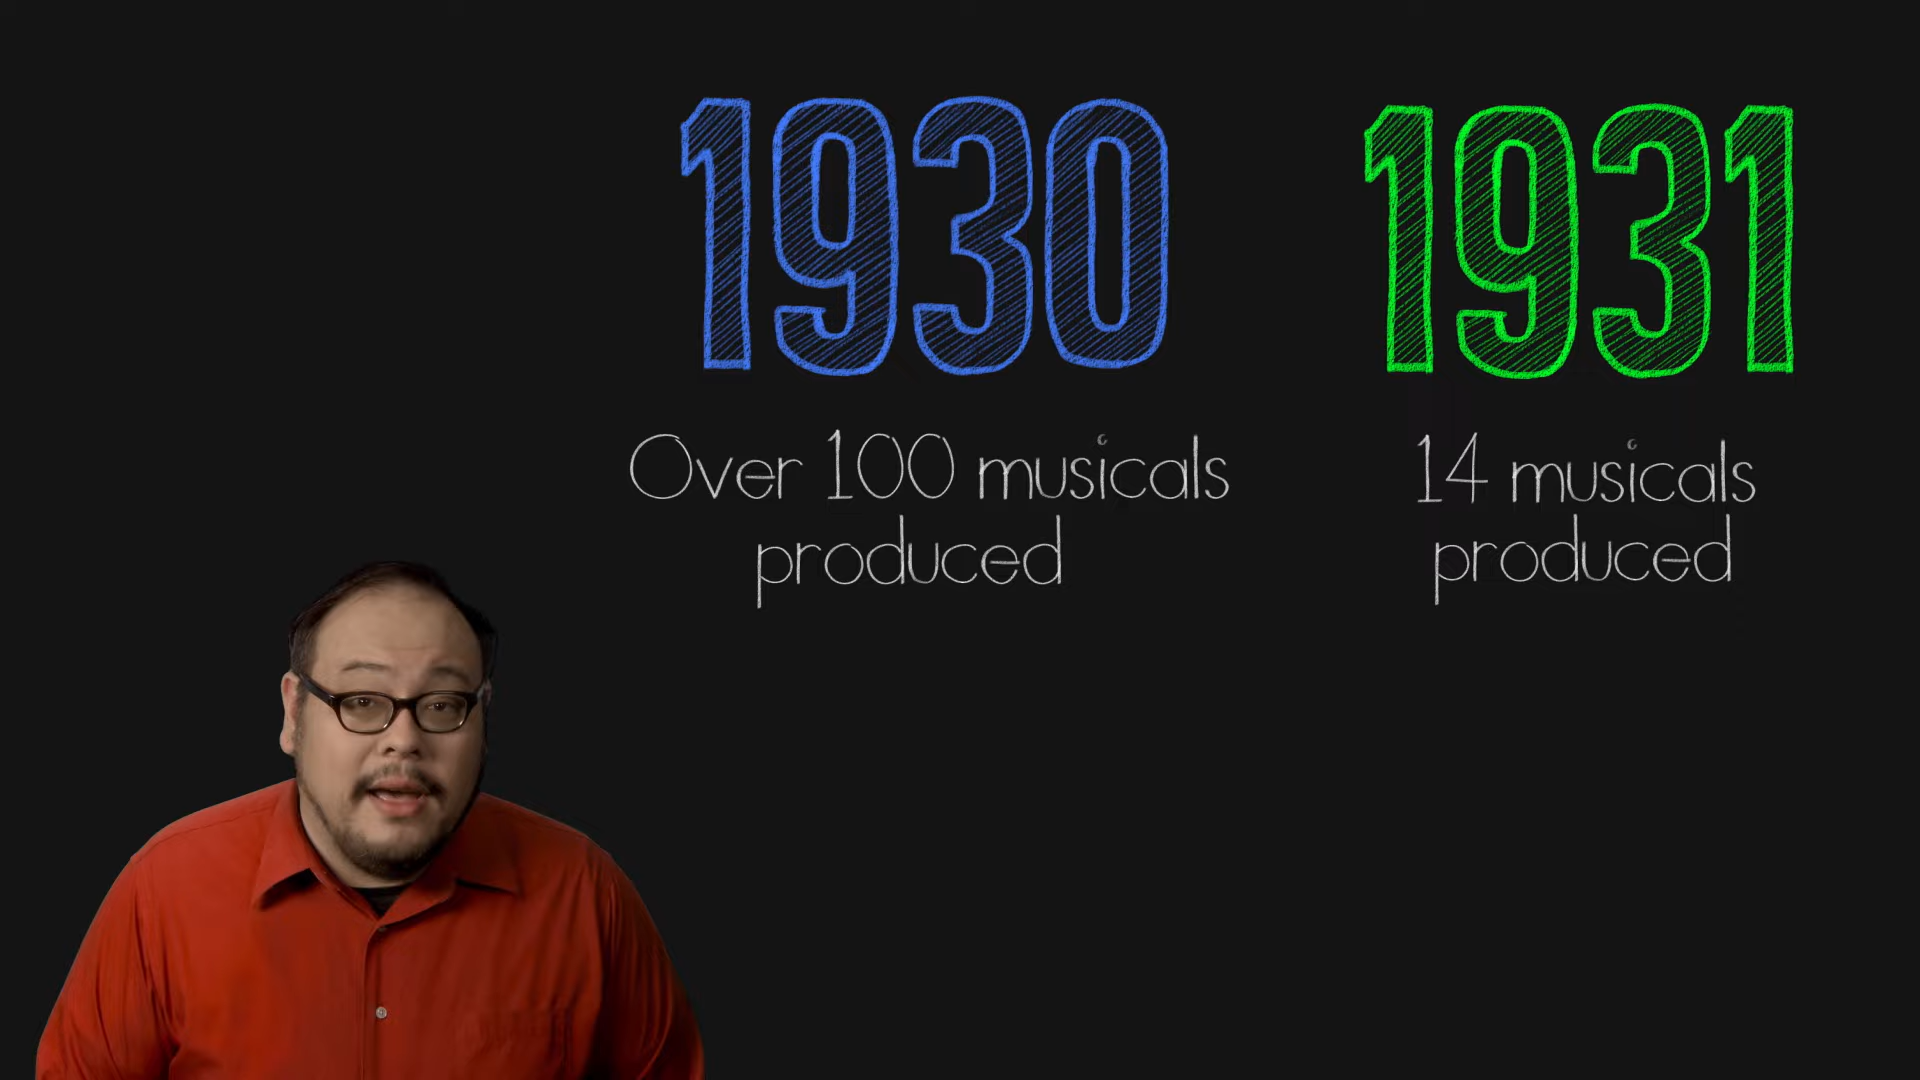 1930
Over 100 musicals
produced
1931
14 musicals
produced